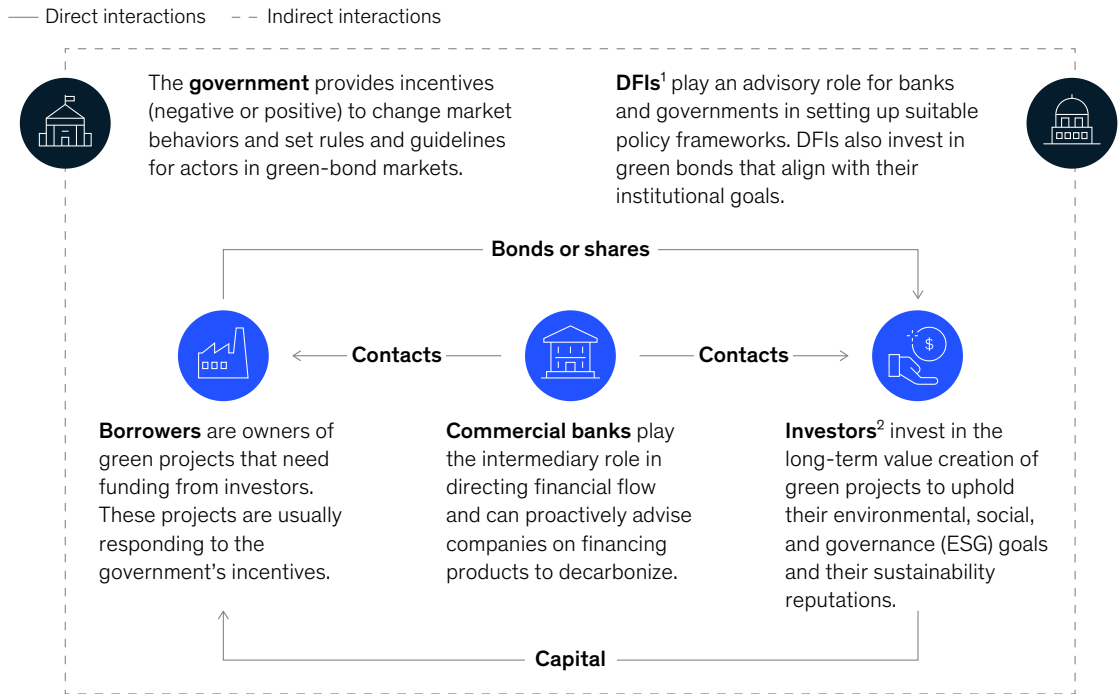 Direct interactions
Indirect interactions
The government provides incentives
(negative or positive) to change market
behaviors and set rules and guidelines
for actors in green-bond markets.
DFIs¹ play an advisory role for banks
and governments in setting up suitable
policy frameworks. DFIs also invest in
green bonds that align with their
institutional goals.
Bonds or shares
Contacts
Contacts
$
Borrowers are owners of
green projects that need
funding from investors.
These projects are usually
responding to the
government's incentives.
Commercial banks play
the intermediary role in
directing financial flow
and can proactively advise
companies on financing
products to decarbonize.
Investors² invest in the
long-term value creation of
green projects to uphold
their environmental, social,
and governance (ESG) goals
and their sustainability
reputations.
Capital